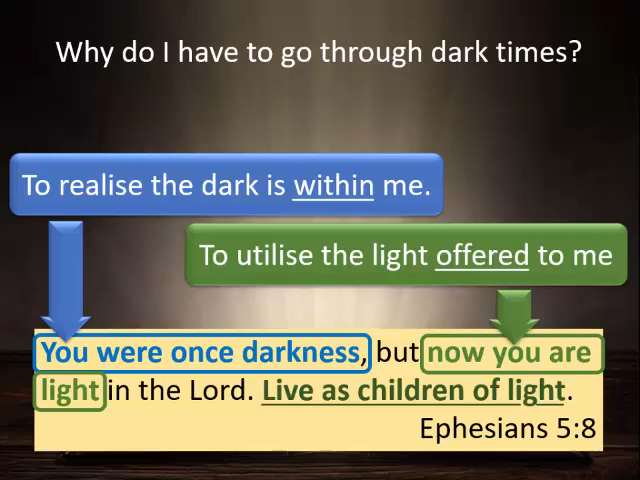 Why do I have to go through dark times?
To realise the dark is within me.
To utilise the light offered to me
You were once darkness, but now you are
light in the Lord. Live as children of light.
Ephesians 5:8